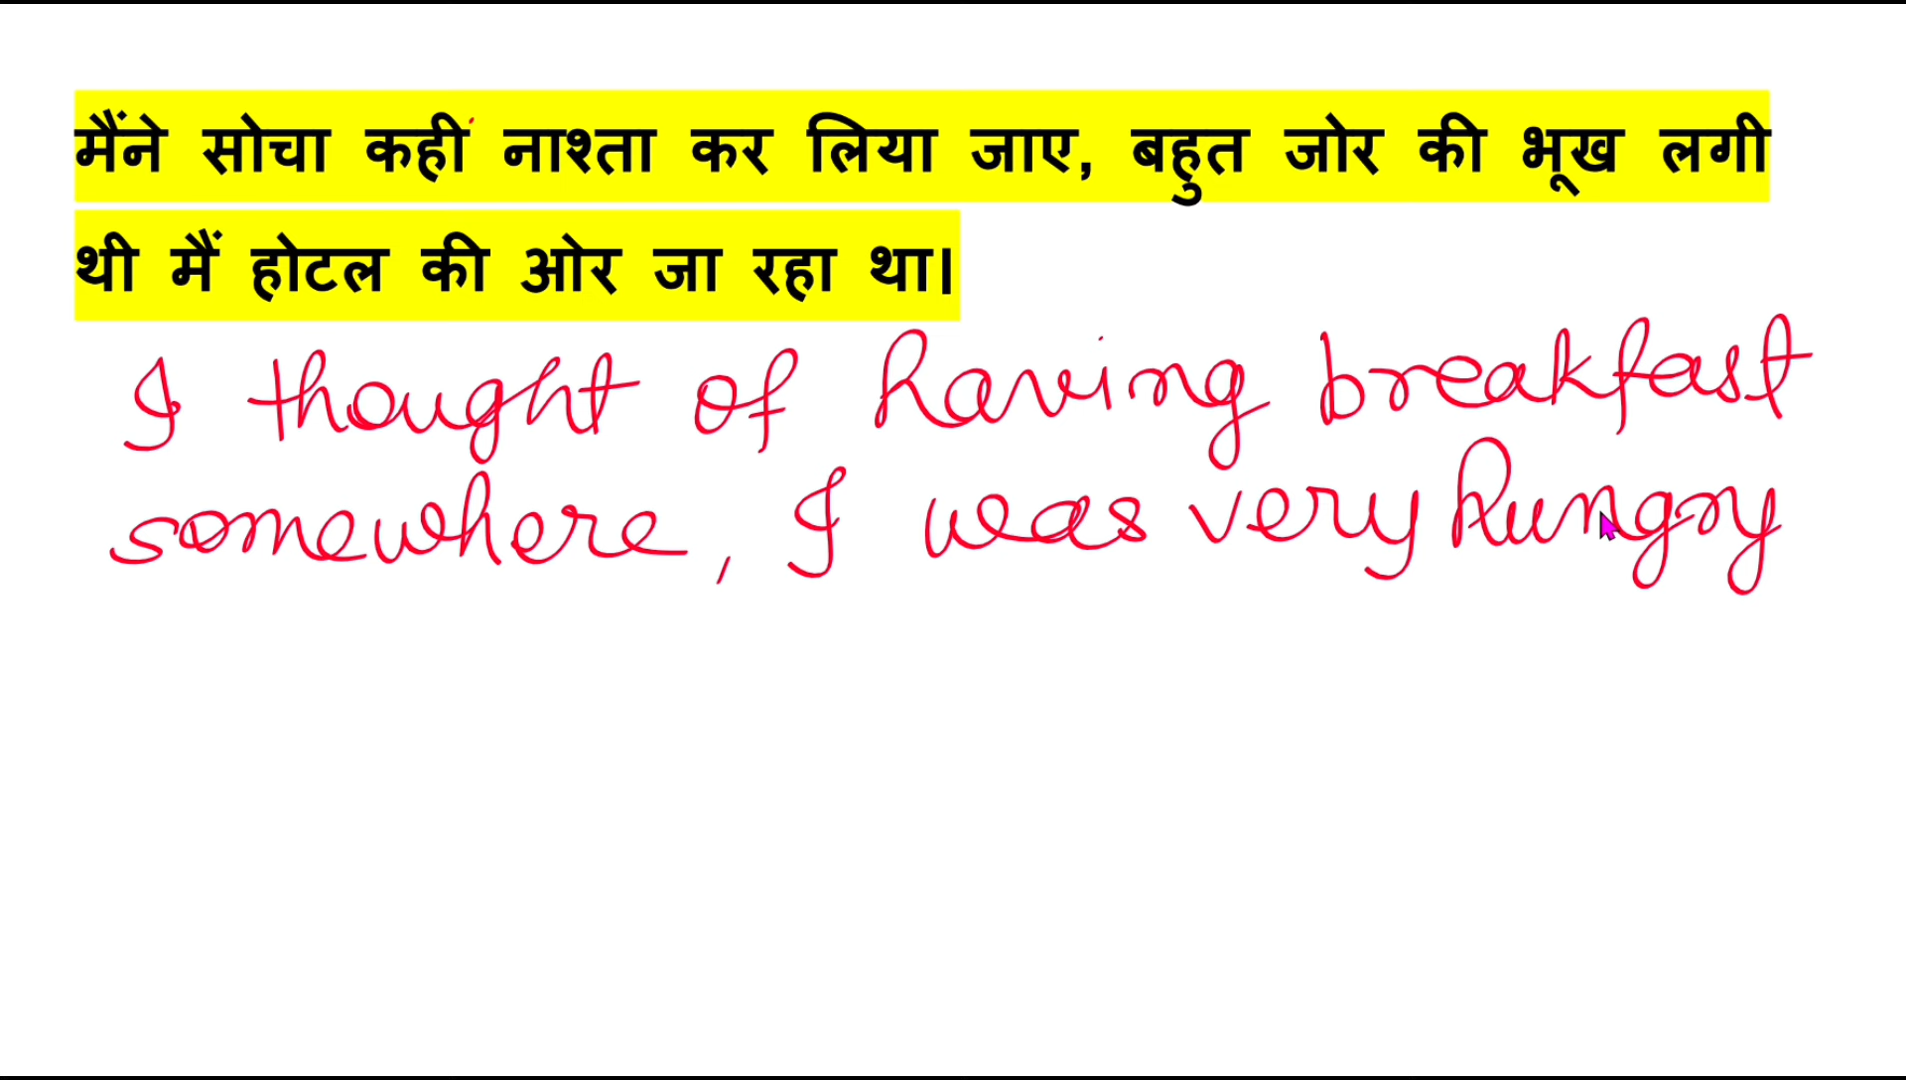 मैंने सोचा कहीं नाश्ता कर लिया जाए, बहुत जोर की भूख लगी
थी मैं होटल की ओर जा रहा था।
I thought of having breakfast
somewhere, I was very hungry